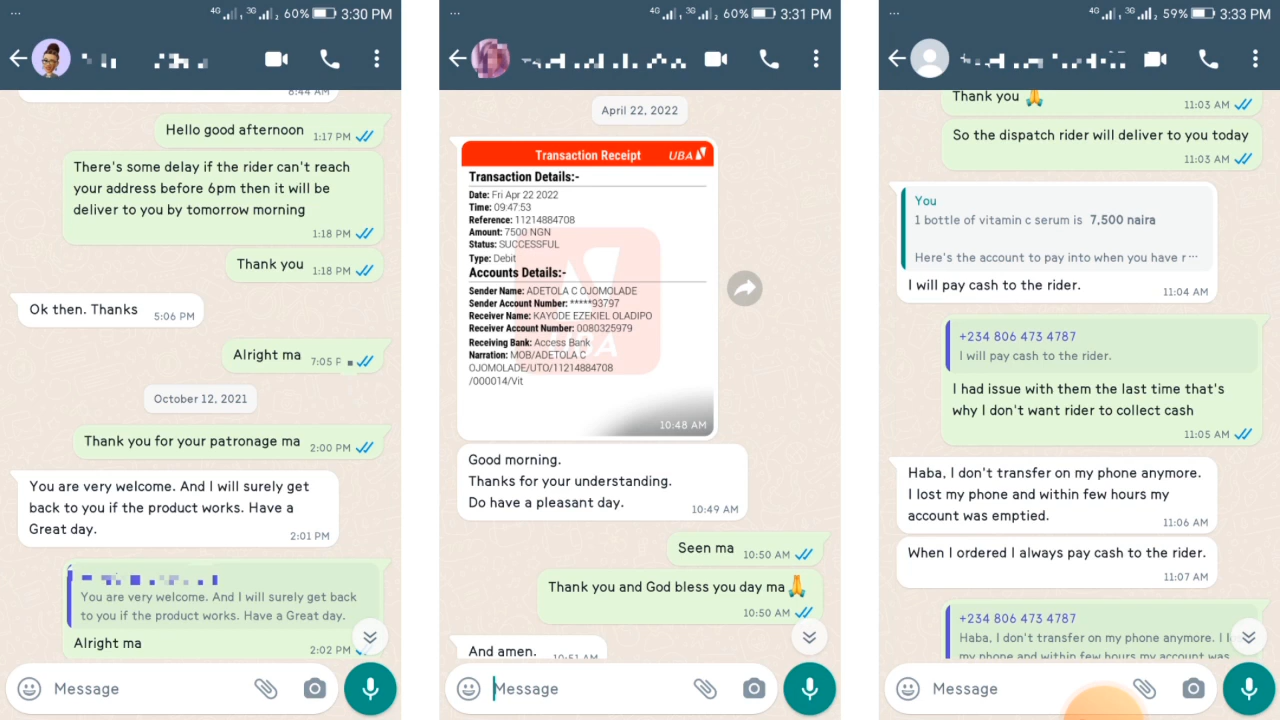 4G 3G 60% 3:30 PM
8:44 AM
Hello good afternoon 1:17 PM
There's some delay if the rider can't reach
your address before 6pm then it will be
deliver to you by tomorrow morning
1:18 PM
Thank you 1:18 PM
Ok then. Thanks 5:06 PM
Alright ma 7:05 P
October 12, 2021
Thank you for your patronage ma 2:00 PM
You are very welcome. And I will surely get
back to you if the product works. Have a
Great day.
2:01 PM
You are very welcome. And I will surely get back
to you if the product works. Have a Great day.
Alright ma 2:02 PM
Message
4G 3G 60% 3:31 PM
April 22, 2022
Transaction Receipt UBA
Transaction Details:-
Date: Fri Apr 22 2022
Time: 09:47:53
Reference: 11214884708
Amount: 7500 NGN
Status: SUCCESSFUL
Type: Debit
Accounts Details:-
Sender Name: ADETOLA C OJOMOLADE
Sender Account Number: *****93797
Receiver Name: KAYODE EZEKIEL OLADIPO
Receiver Account Number: 0080325979
Receiving Bank: Access Bank
Narration: MOB/ADETOLA C
OJOMOLADE/UTO/11214884708
/000014/Vit
10:48 AM
Good morning.
Thanks for your understanding.
Do have a pleasant day.
10:49 AM
Seen ma 10:50 AM
Thank you and God bless you day ma🙏
10:50 AM
And amen. 10:51 AM
Message
4G 3G 59% 3:33 PM
Thank you 🙏 11:03 AM
So the dispatch rider will deliver to you today
11:03 AM
You
1 bottle of vitamin c serum is 7,500 naira
Here's the account to pay into when you have r ...
I will pay cash to the rider.
11:04 AM
+234 806 473 4787
I will pay cash to the rider.
I had issue with them the last time that's
why I don't want rider to collect cash
11:05 AM
Haba, I don't transfer on my phone anymore.
I lost my phone and within few hours my
account was emptied.
11:06 AM
When I ordered I always pay cash to the rider.
11:07 AM
+234 806 473 4787
Haba, I don't transfer on my phone anymore. I l
my phone and within few hours my account was
Message